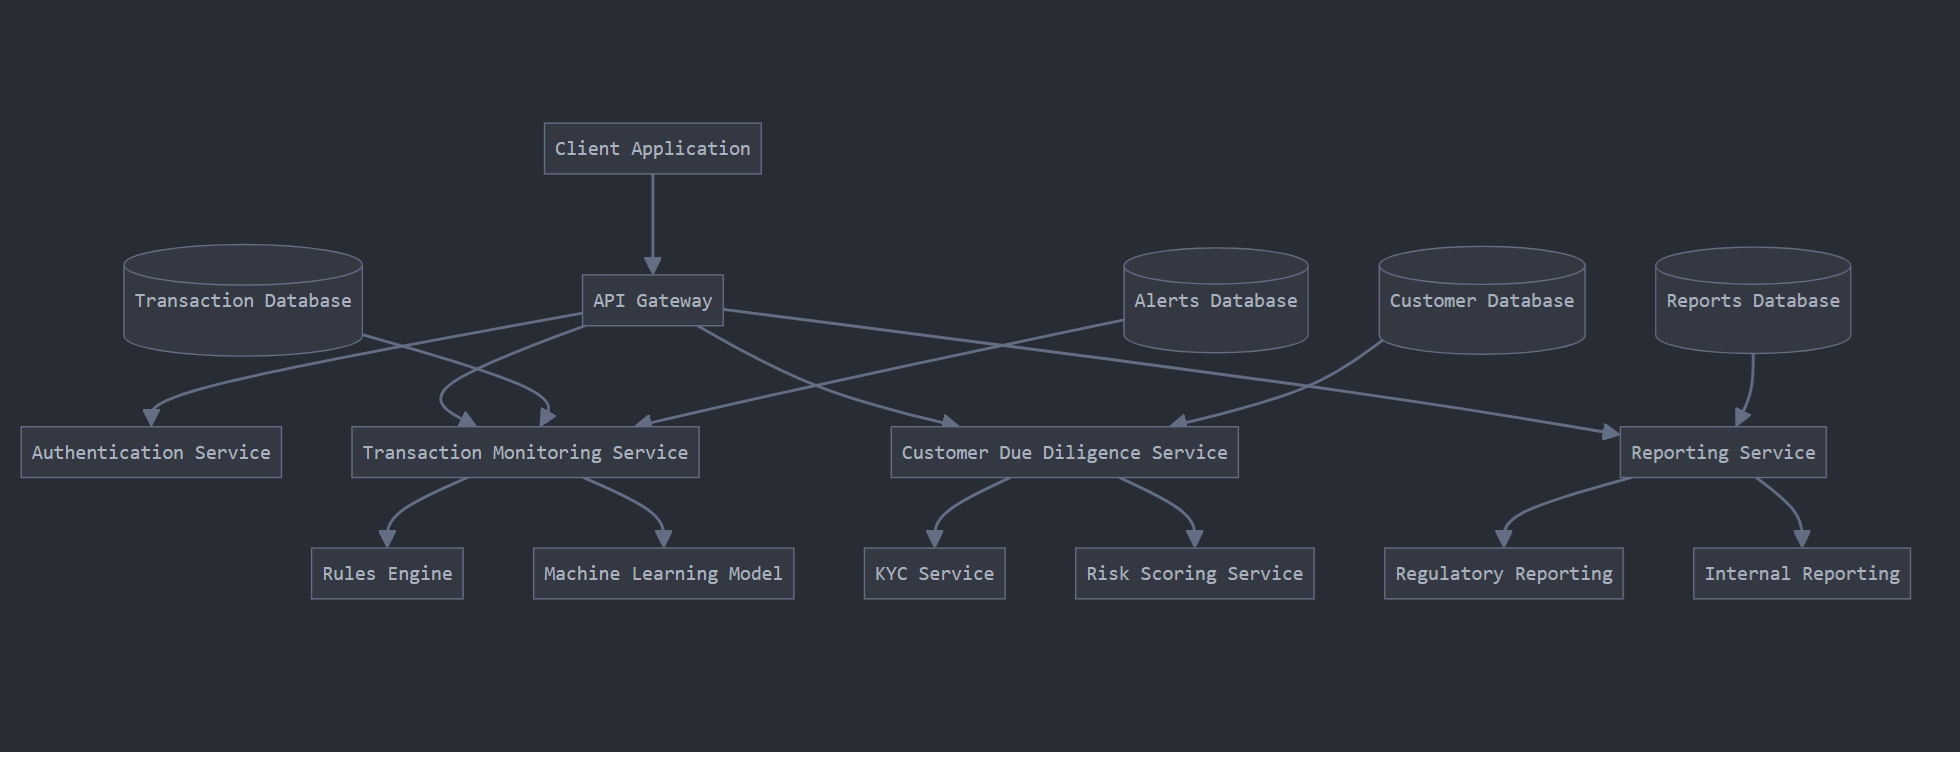 Client Application
Transaction Database
API Gateway
Alerts Database
Customer Database
Reports Database
Authentication Service
Transaction Monitoring Service
Customer Due Diligence Service
Reporting Service
Rules Engine
Machine Learning Model
KYC Service
Risk Scoring Service
Regulatory Reporting
Internal Reporting